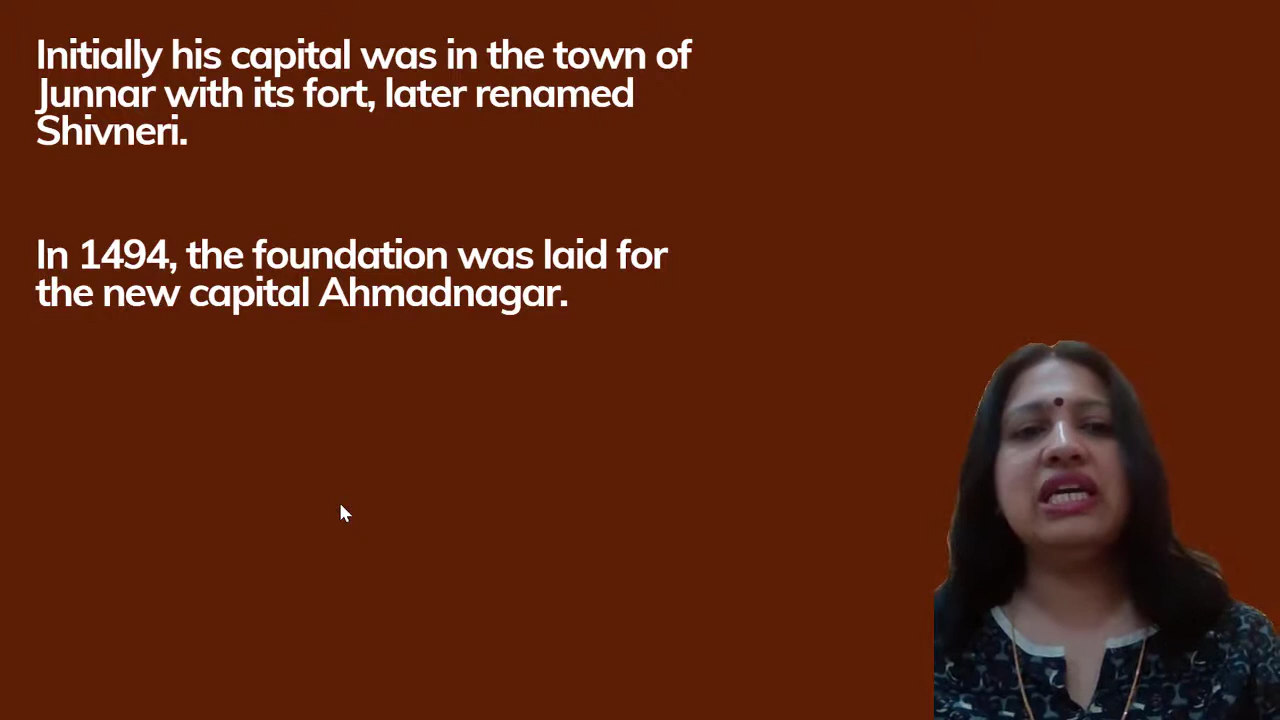 Initially his capital was in the town of
Junnar with its fort, later renamed
Shivneri.
In 1494, the foundation was laid for
the new capital Ahmadnagar.